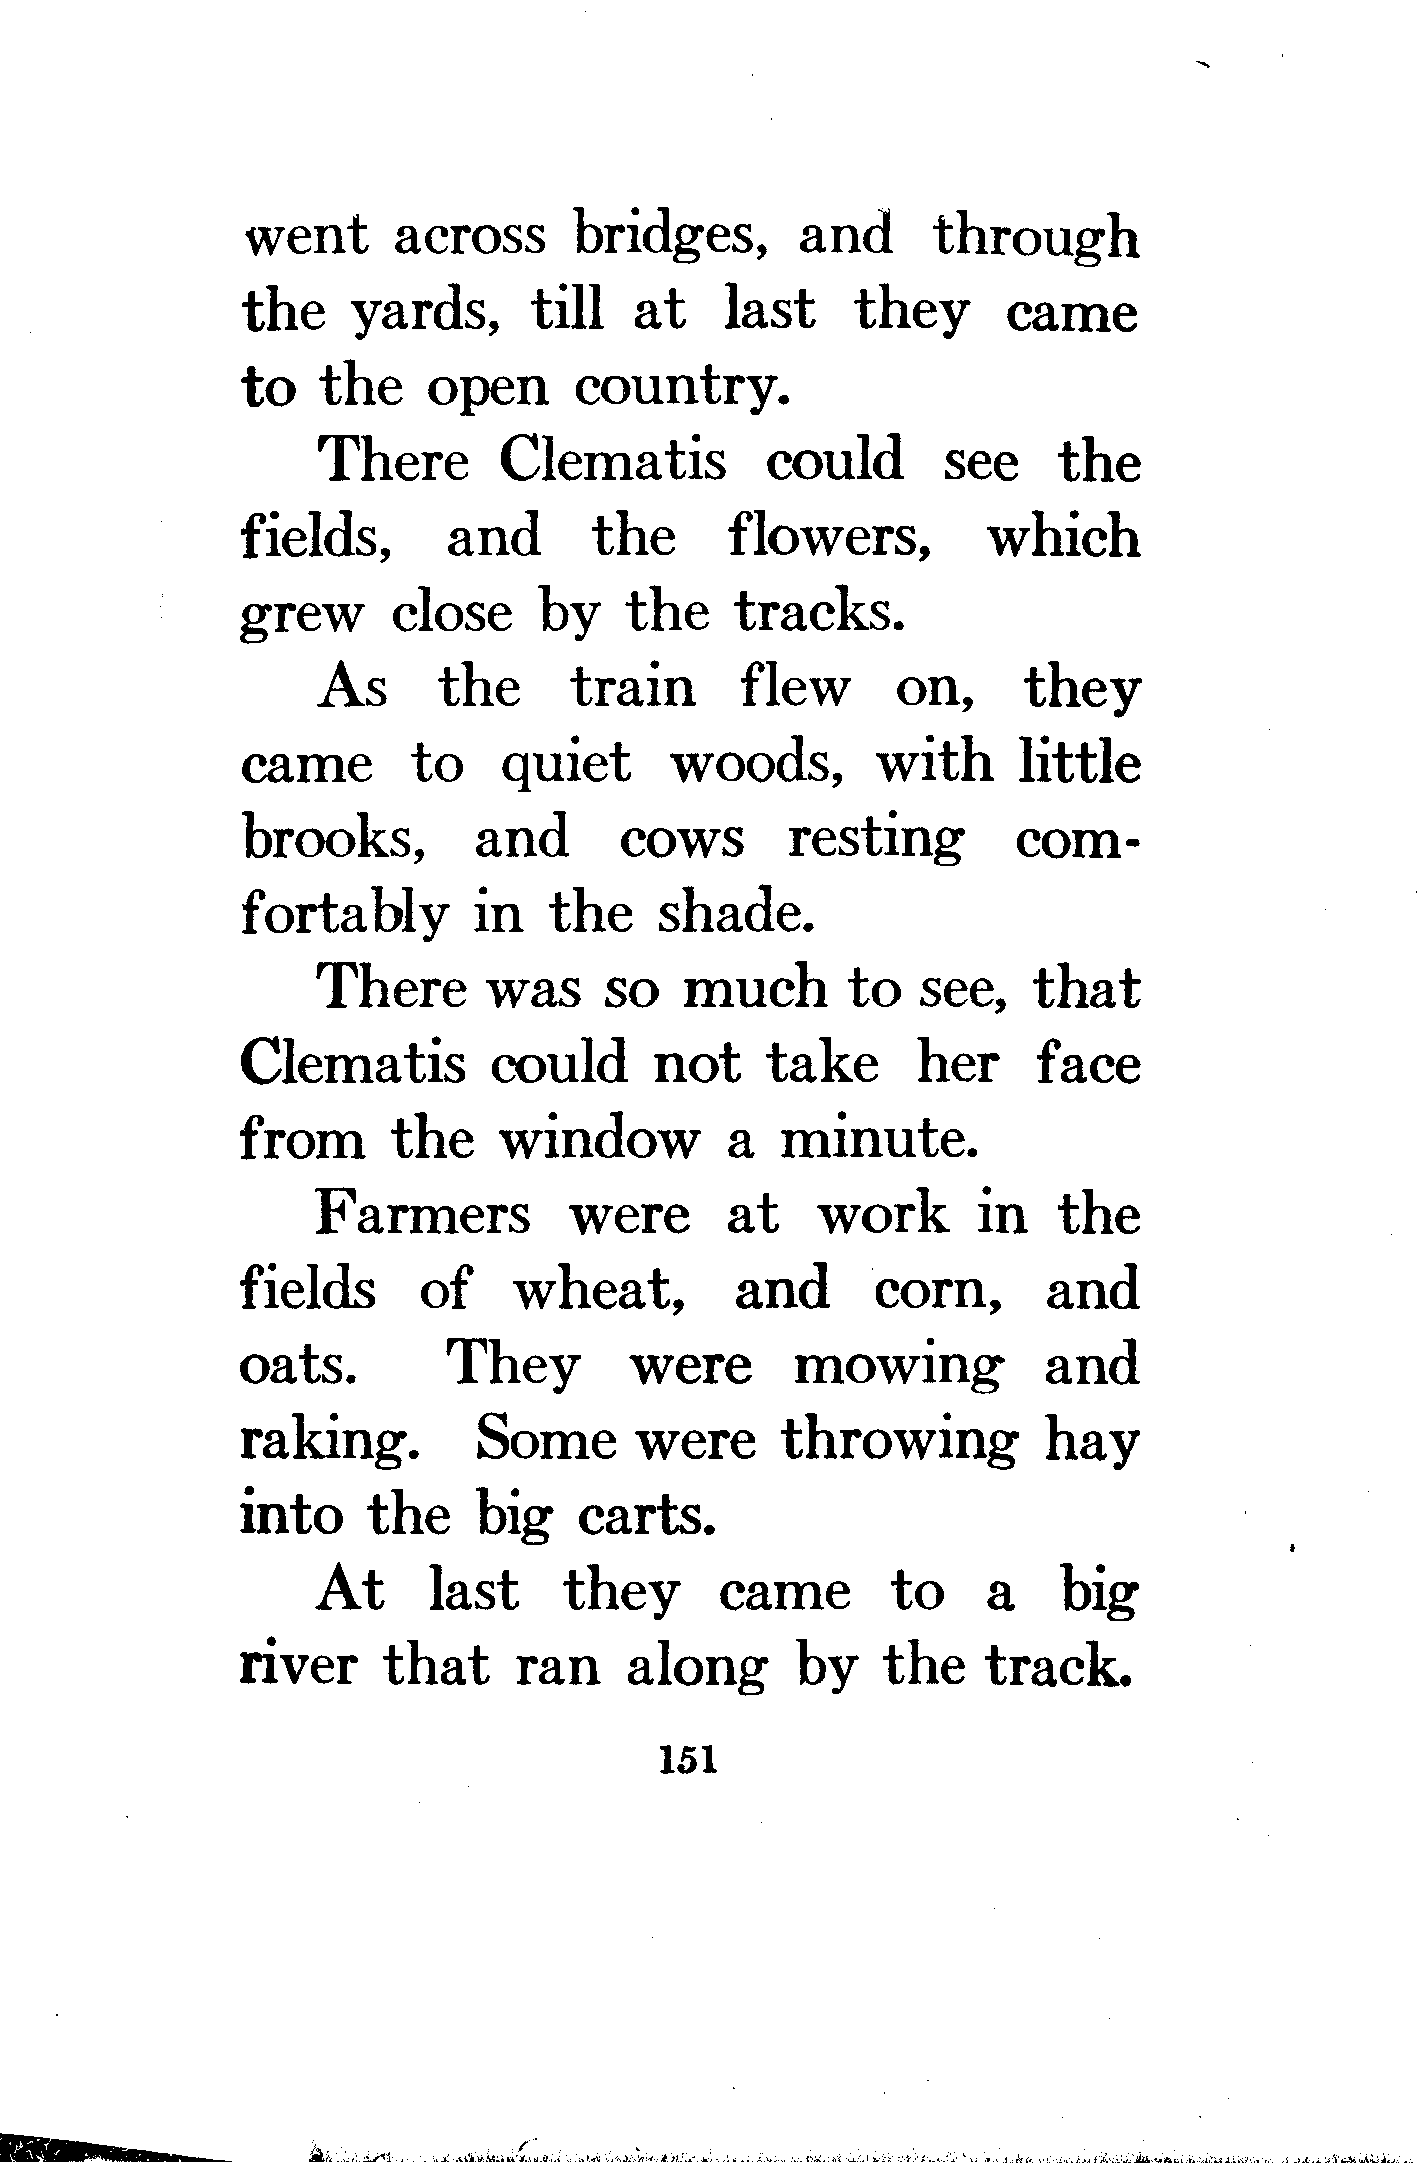 went across bridges, and through
the yards, till at last they came
to the open country.
There Clematis could see the
fields, and the flowers, which
grew close by the tracks.
As the train flew on, they
came to quiet woods, with little
brooks, and cows resting com-
fortably in the shade.
There was so much to see, that
Clematis could not take her face
from the window a minute.
Farmers were at work in the
fields of wheat, and corn, and
oats. They were mowing and
raking. Some were throwing hay
into the big carts.
At last they came to a big
river that ran along by the track.
151